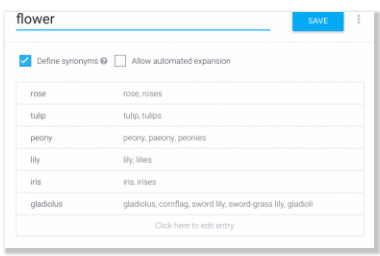 flower
SAVE
Define synonyms Allow automated expansion
rose rose, roses
tulip tulip, tulips
peony peony, paeony, peonies
lily lily, lilies
iris iris, irises
gladiolus gladiolus, cornflag, sword lily, sword-grass lily, gladioli
Click here to edit entry